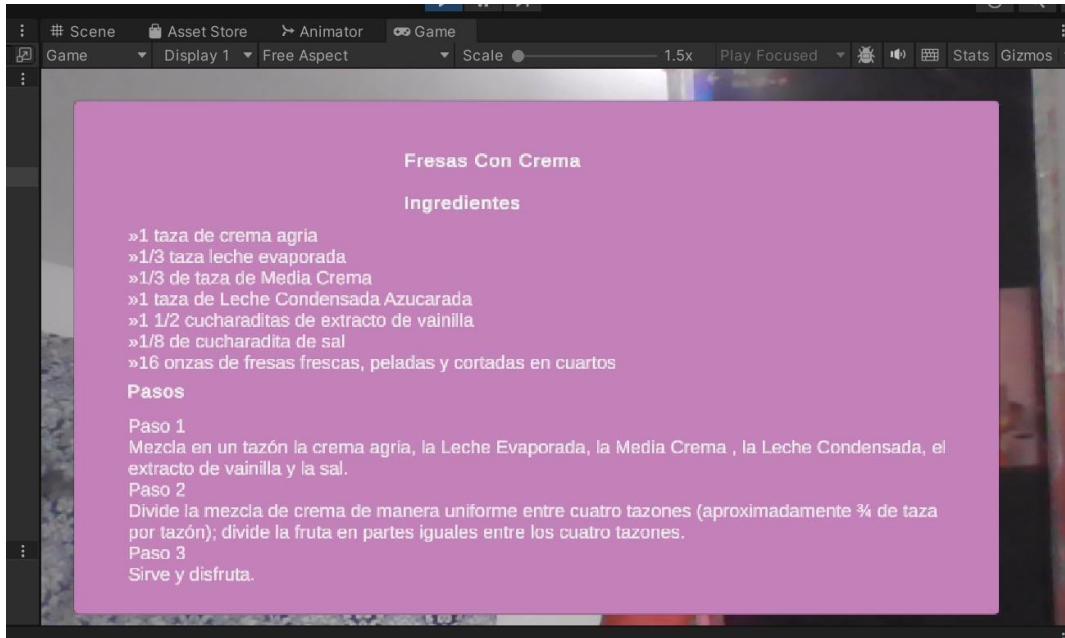 Scene
Asset Store
Animator
Game
Game
Display 1
Free Aspect
Scale
1.5x
Play Focused
Stats
Gizmos
Fresas Con Crema
Ingredientes
»1 taza de crema agria
»1/3 taza leche evaporada
»1/3 de taza de Media Crema
»1 taza de Leche Condensada Azucarada
»1 1/2 cucharaditas de extracto de vainilla
»1/8 de cucharadita de sal
»16 onzas de fresas frescas, peladas y cortadas en cuartos
Pasos
Paso 1
Mezcla en un tazón la crema agria, la Leche Evaporada, la Media Crema , la Leche Condensada, el
extracto de vainilla y la sal.
Paso 2
Divide la mezcla de crema de manera uniforme entre cuatro tazones (aproximadamente ¾ de taza
por tazón); divide la fruta en partes iguales entre los cuatro tazones.
Paso 3
Sirve y disfruta.